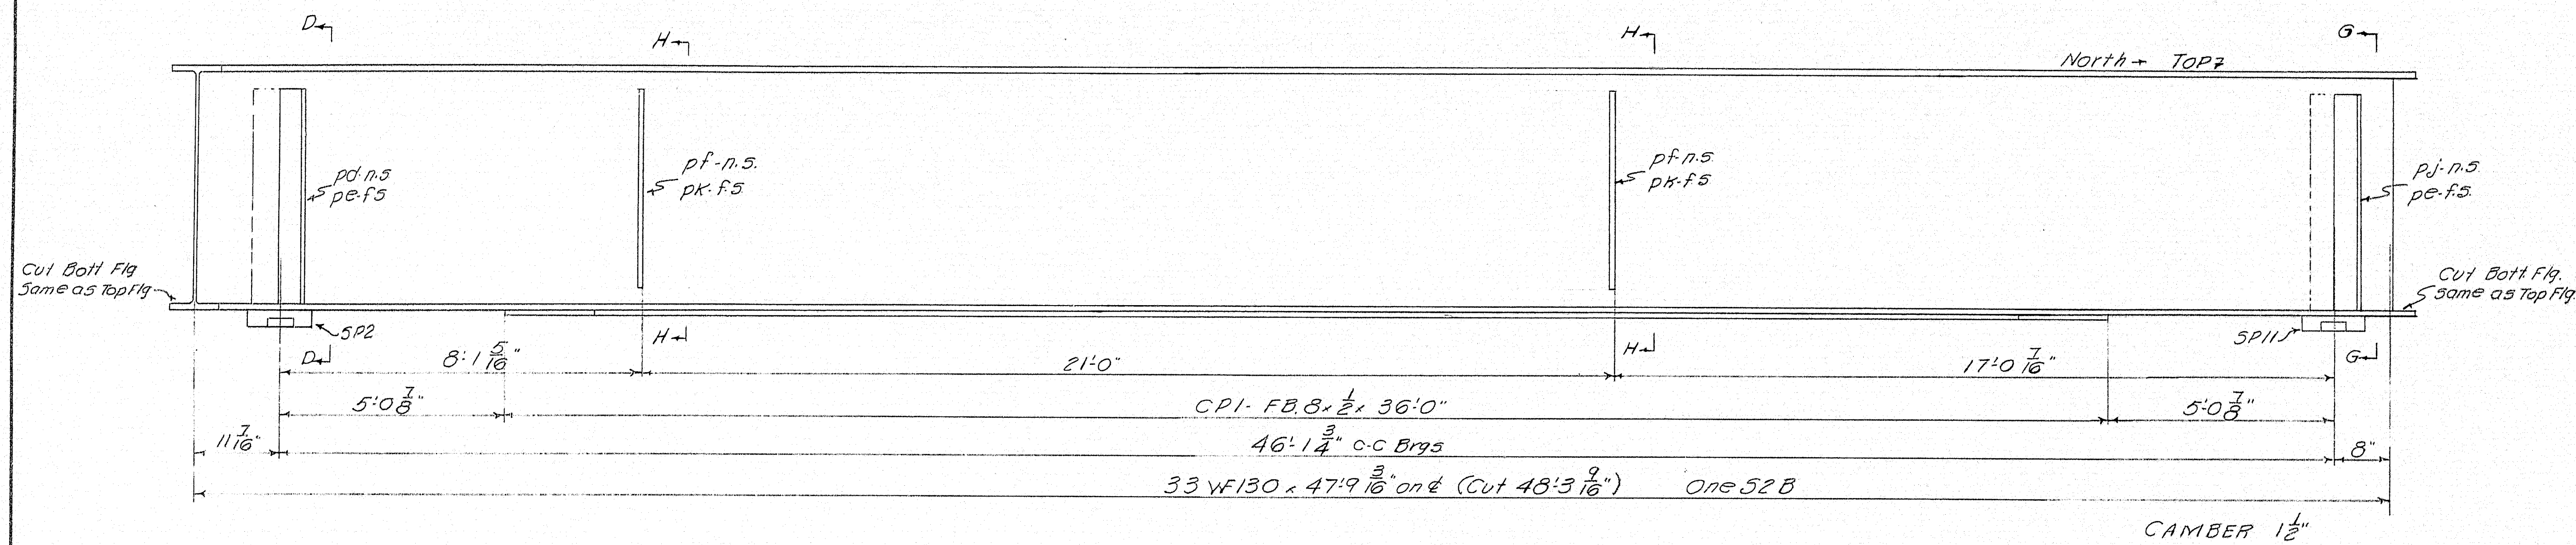 D
H
H
G
North TOP7
pd-n.s
pe-f.s
pf-n.s.
pk-f.s
pf-n.s
pk-f.s
pj-n.s.
pe-f.s.
Cut Bott Flg
Same as Top Flg
Cut Bott. Flg.
same as Top Flg.
SP2
SP11
D
H
H
G
8'-1 5/16"
21'-0"
17'-0 7/16"
5'-0 7/8"
CP1- FB. 8 x 1/2 x 36'-0"
5'-0 7/8"
11 7/16"
46'-1 3/4" C-C Brgs
8"
33 WF 130 x 47'-9 3/16" on ℄ (Cut 48'-3 9/16") One 52 B
CAMBER 1 1/2"